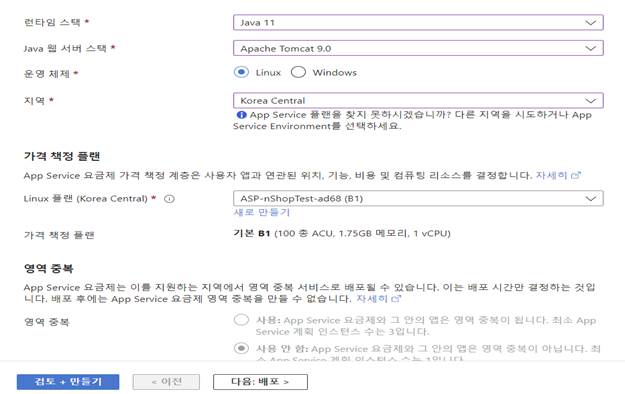 런타임 스택 * Java 11
Java 웹 서버 스택 * Apache Tomcat 9.0
운영 체제 * Linux Windows
지역 * Korea Central
App Service 플랜을 찾지 못하시겠습니까? 다른 지역을 시도하거나 App
Service Environment를 선택하세요.
가격 책정 플랜
App Service 요금제 가격 책정 계층은 사용자 앱과 연관된 위치, 기능, 비용 및 컴퓨팅 리소스를 결정합니다. 자세히
Linux 플랜 (Korea Central) * ASP-nShopTest-ad68 (B1)
새로 만들기
가격 책정 플랜 기본 B1 (100 총 ACU, 1.75GB 메모리, 1 vCPU)
영역 중복
App Service 요금제는 이를 지원하는 지역에서 영역 중복 서비스로 배포될 수 있습니다. 이는 배포 시간만 결정하는 것입
니다. 배포 후에는 App Service 요금제 영역 중복을 만들 수 없습니다. 자세히
영역 중복 사용: App Service 요금제와 그 안의 앱은 영역 중복이 됩니다. 최소 App
Service 계획 인스턴스 수는 3입니다.
사용 안 함: App Service 요금제와 그 안의 앱은 영역 중복이 아닙니다. 최
소 App Service 계획 인스턴스 수는 1입니다.
검토 + 만들기 < 이전 다음: 배포 >